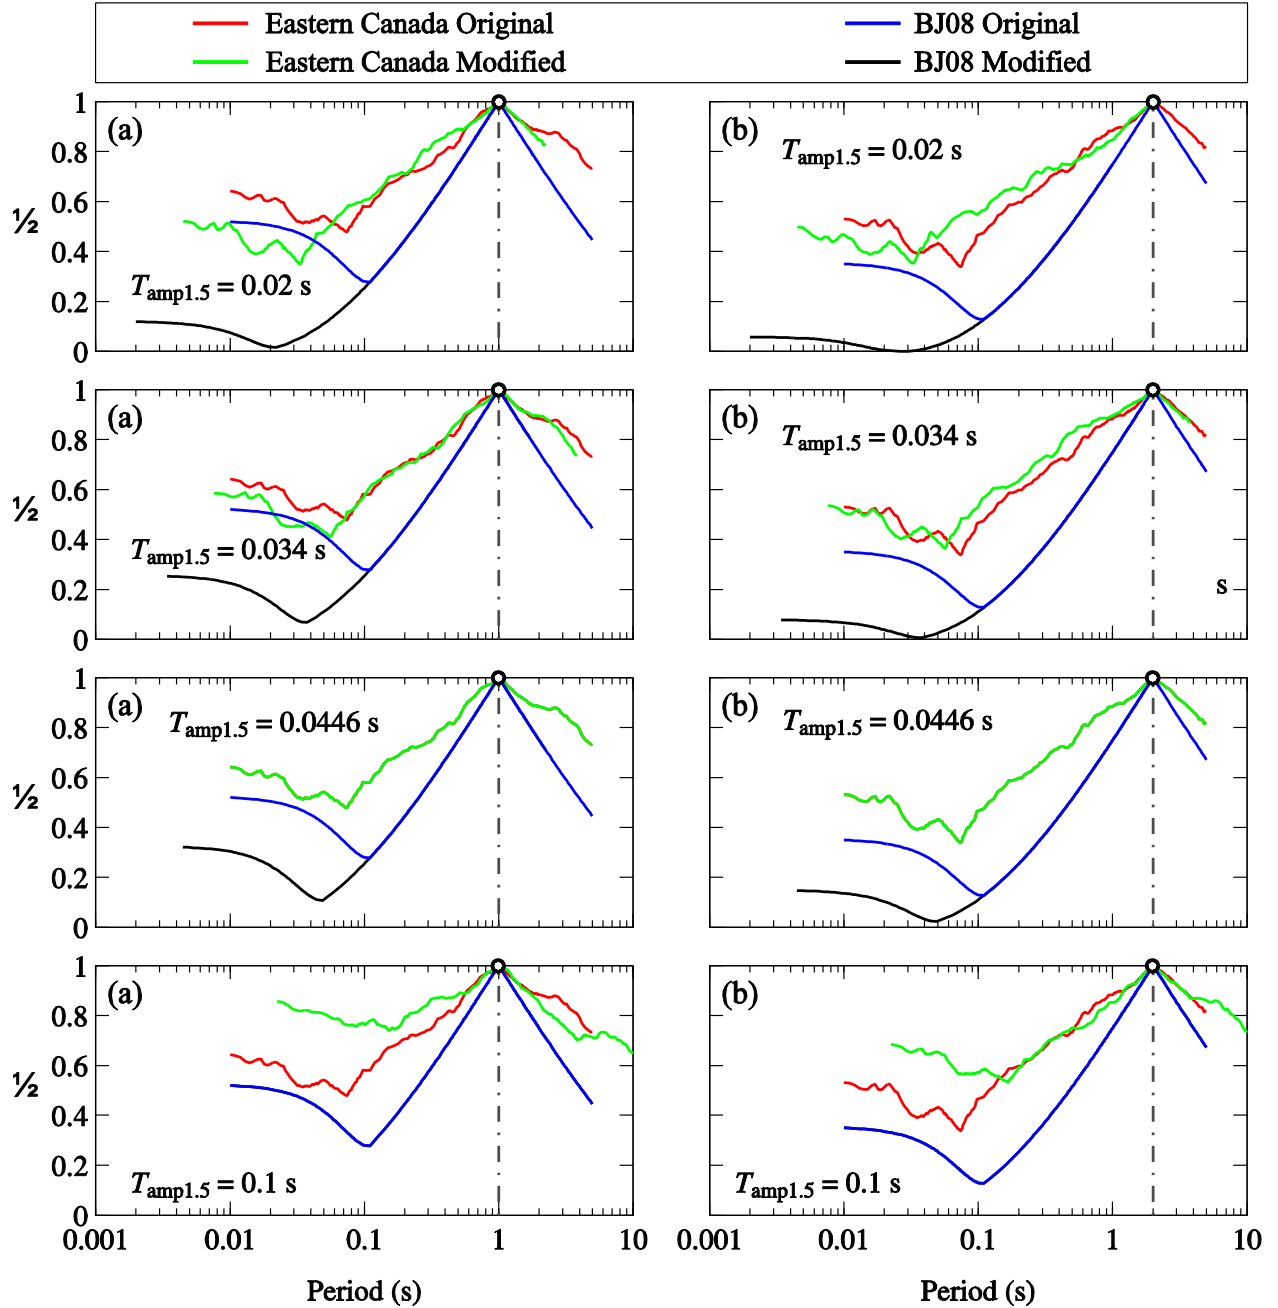 Eastern Canada Original BJ08 Original
Eastern Canada Modified BJ08 Modified
1
(a) (b)
0.8
Tamp1.5 = 0.02 s
0.6
½
0.4
Tamp1.5 = 0.02 s
0.2
0
1
(a) (b)
Tamp1.5 = 0.034 s
0.8
0.6
½
0.4
Tamp1.5 = 0.034 s
0.2
s
0
1
(a) (b)
Tamp1.5 = 0.0446 s Tamp1.5 = 0.0446 s
0.8
0.6
½
0.4
0.2
0
1
(a) (b)
0.8
0.6
½
0.4
0.2
Tamp1.5 = 0.1 s Tamp1.5 = 0.1 s
0
0.001 0.01 0.1 1 10 0.001 0.01 0.1 1 10
Period (s) Period (s)